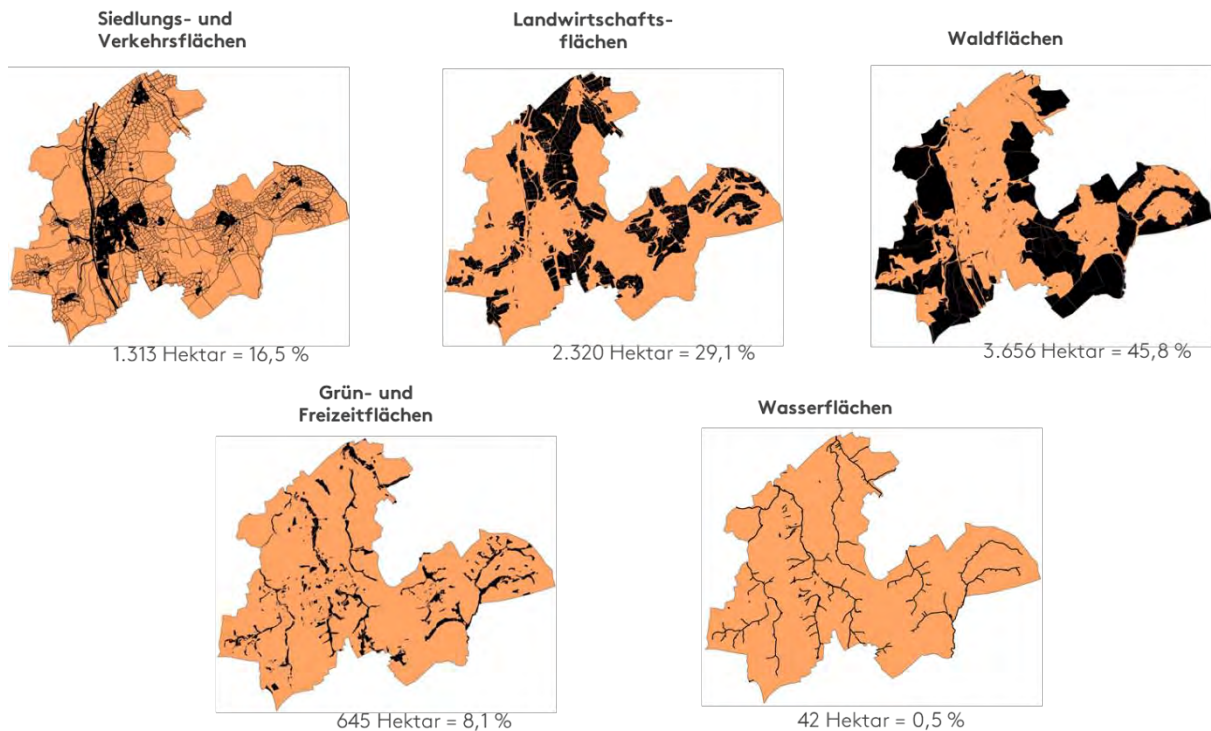 Siedlungs- und
Verkehrsflächen
Landwirtschafts-
flächen
Waldflächen
1.313 Hektar = 16,5 %
2.320 Hektar = 29,1 %
3.656 Hektar = 45,8 %
Grün- und
Freizeitflächen
Wasserflächen
645 Hektar = 8,1 %
42 Hektar = 0,5 %